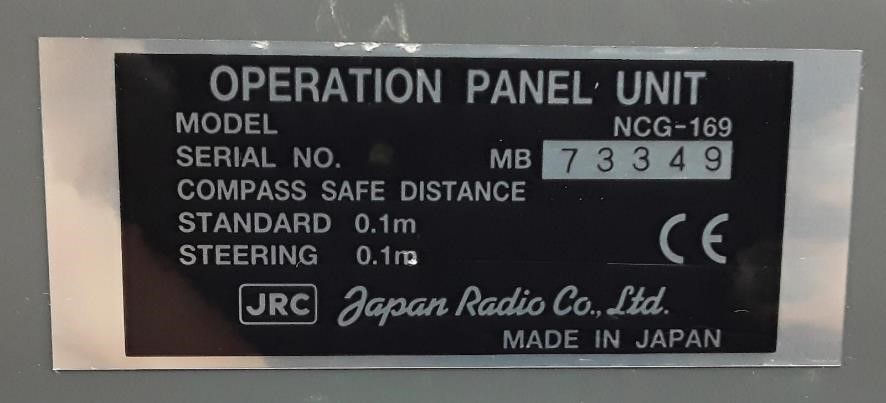 OPERATION PANEL UNIT
MODEL NCG-169
SERIAL NO. MB 73349
COMPASS SAFE DISTANCE
STANDARD 0.1m
STEERING 0.1m
CE
JRC Japan Radio Co., Ltd.
MADE IN JAPAN